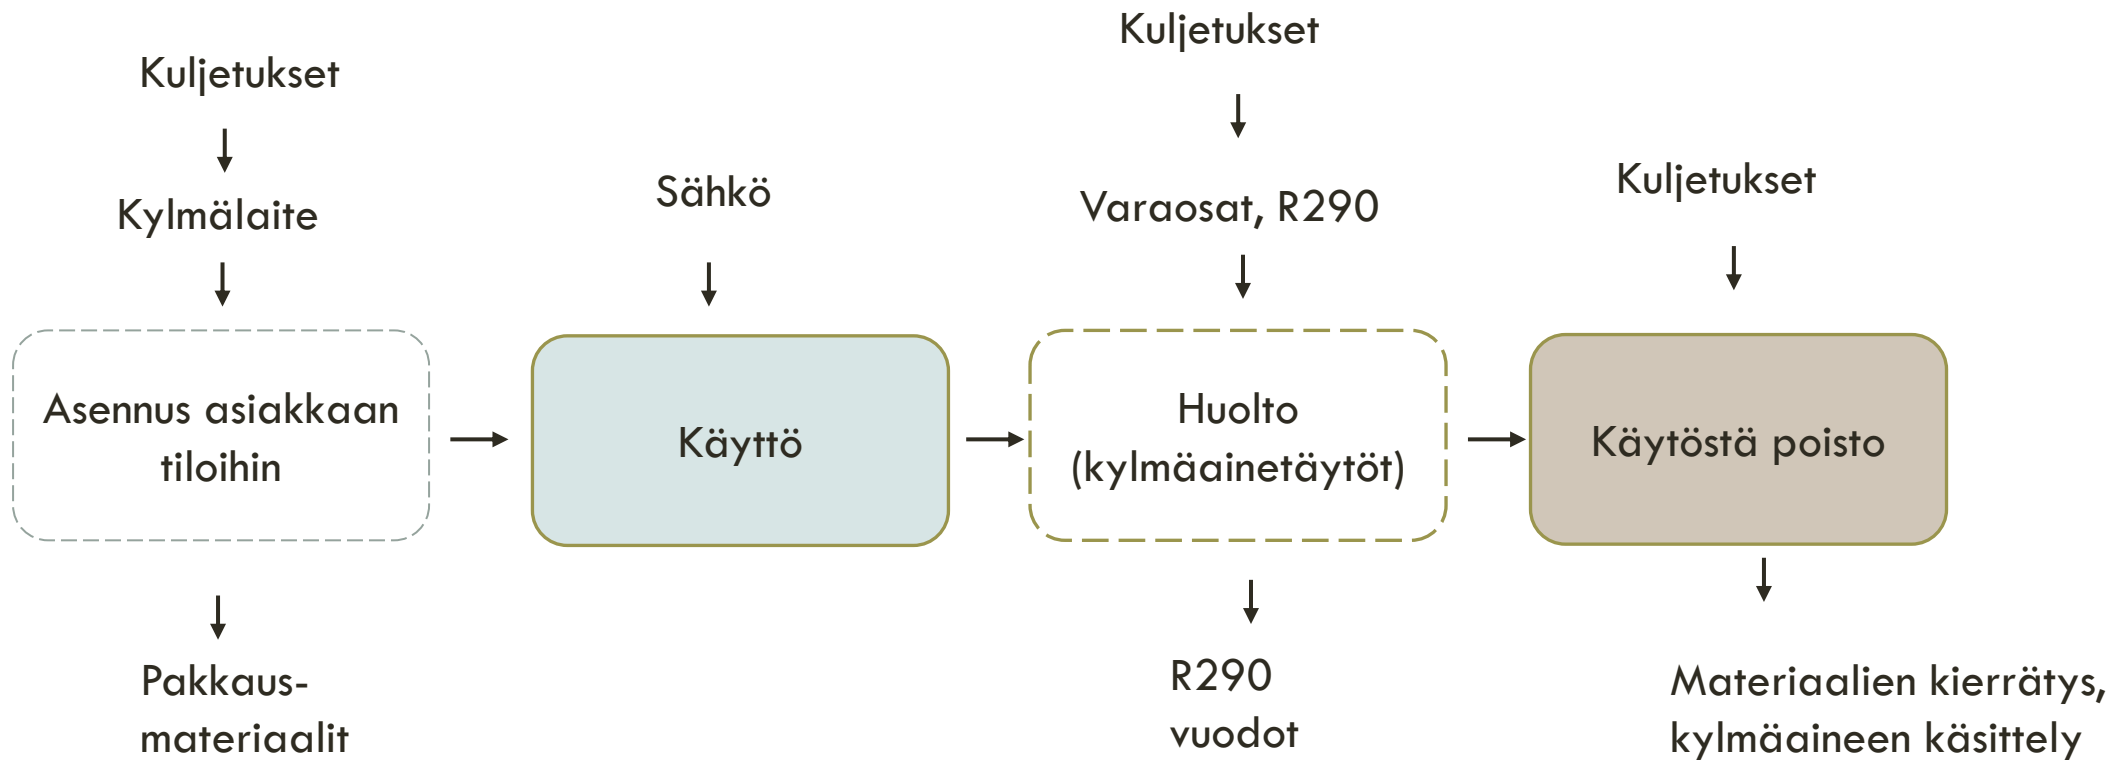 Kuljetukset
Kylmälaite
Asennus asiakkaan
tiloihin
Pakkaus-
materiaalit
Sähkö
Käyttö
Kuljetukset
Varaosat, R290
Huolto
(kylmäainetäytöt)
R290
vuodot
Kuljetukset
Käytöstä poisto
Materiaalien kierrätys,
kylmäaineen käsittely